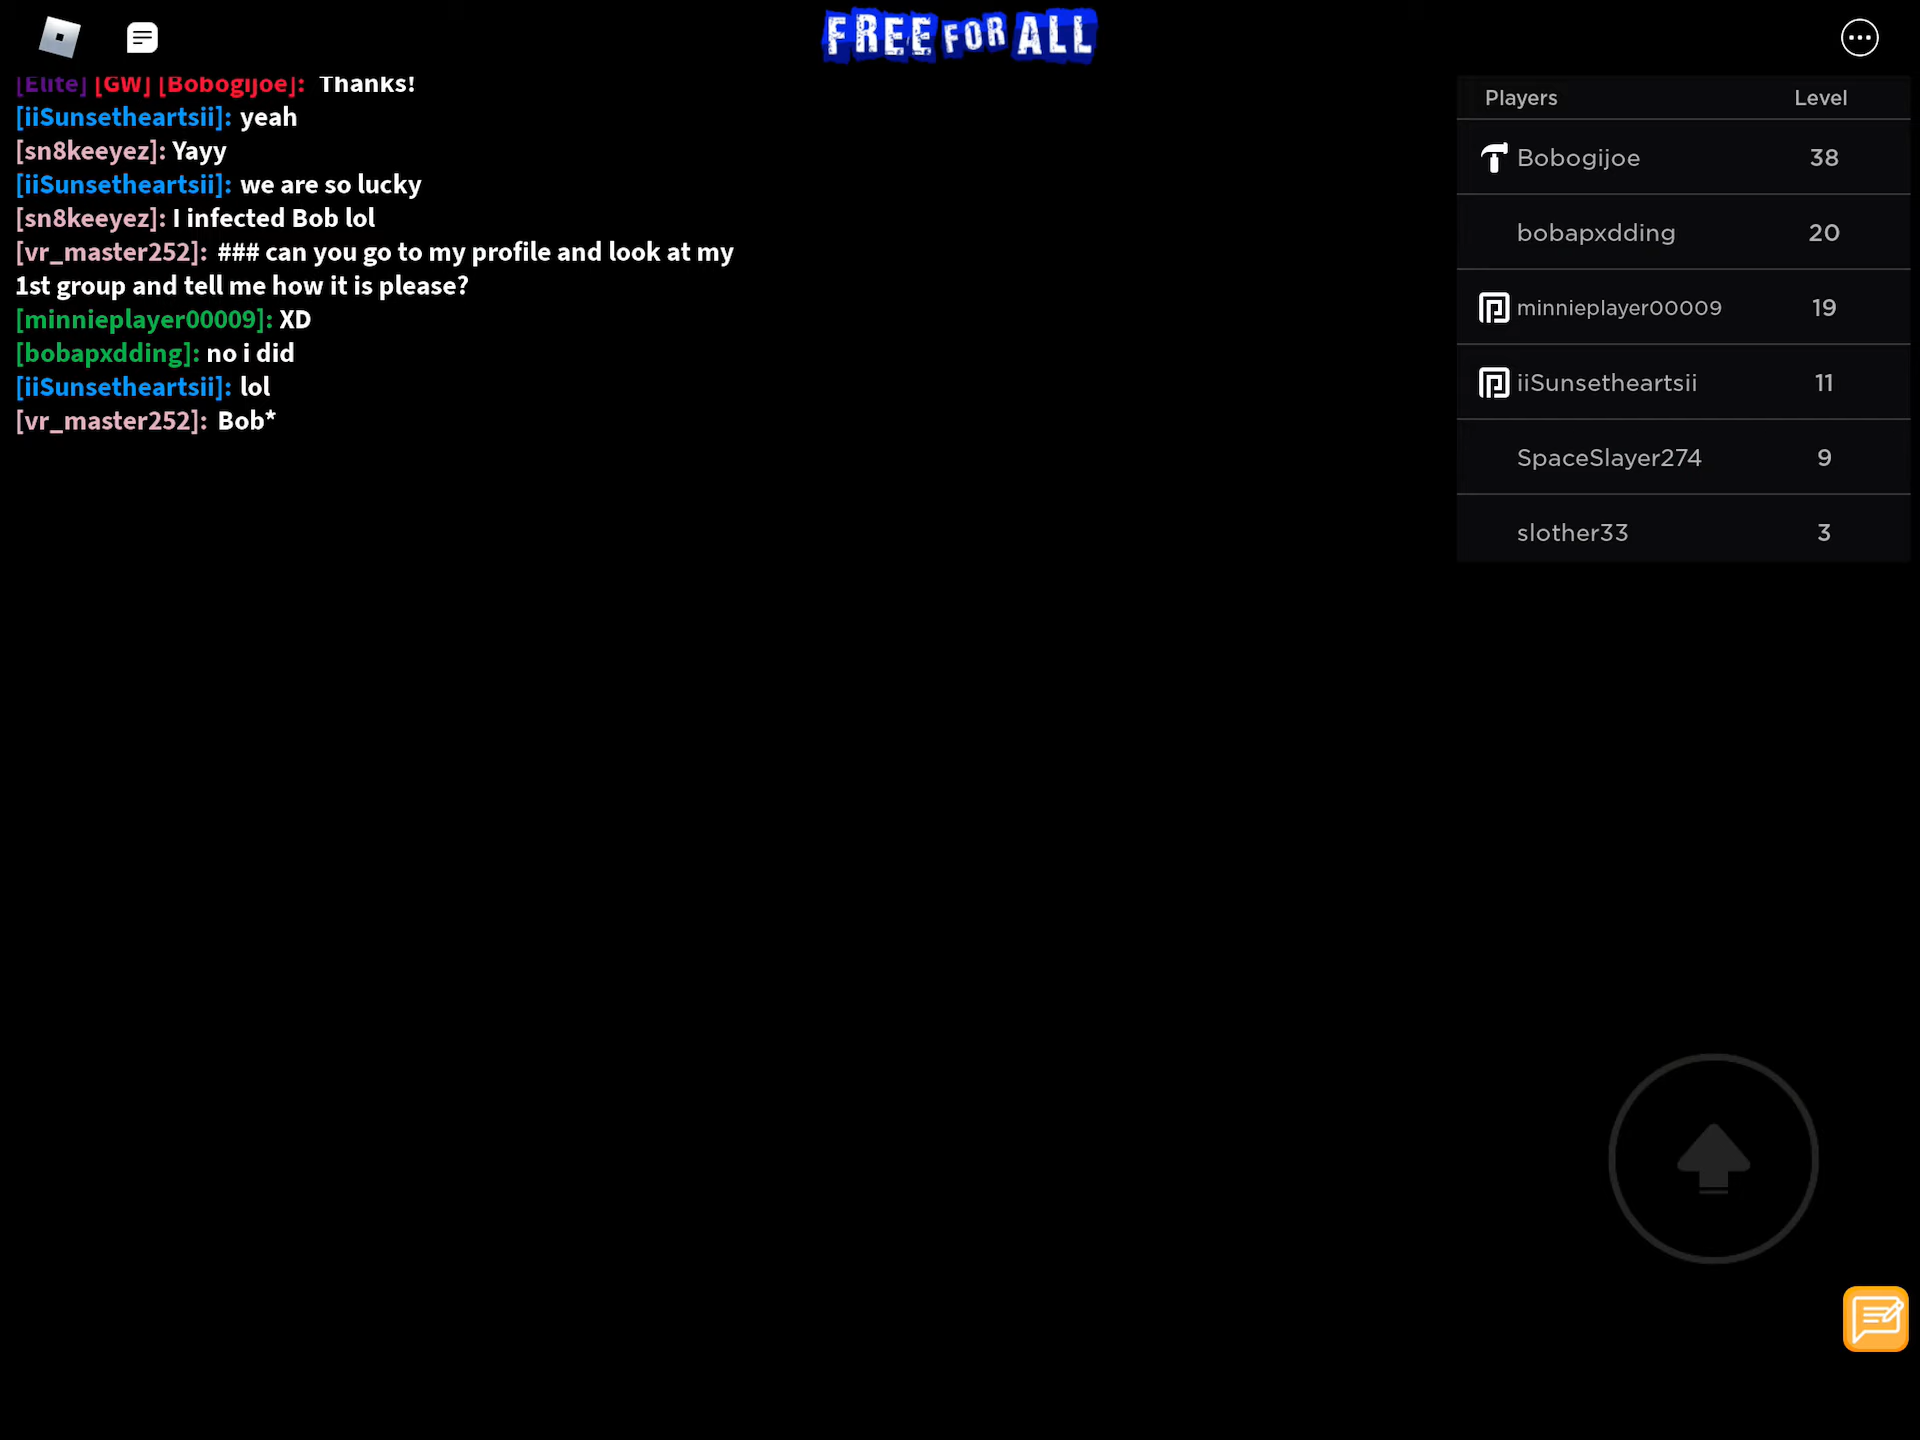 FREE FOR ALL
[Elite] [GW] [Bobogijoe]: Thanks!
[iiSunsetheartsii]: yeah
[sn8keeyez]: Yayy
[iiSunsetheartsii]: we are so lucky
[sn8keeyez]: I infected Bob lol
[vr_master252]: ### can you go to my profile and look at my
1st group and tell me how it is please?
[minnieplayer00009]: XD
[bobapxdding]: no i did
[iiSunsetheartsii]: lol
[vr_master252]: Bob*
Players Level
Bobogijoe 38
bobapxdding 20
minnieplayer00009 19
iiSunsetheartsii 11
SpaceSlayer274 9
slother33 3